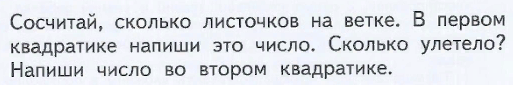 Сосчитай, сколько листочков на ветке. В первом
квадратике напиши это число. Сколько улетело?
Напиши число во втором квадратике.